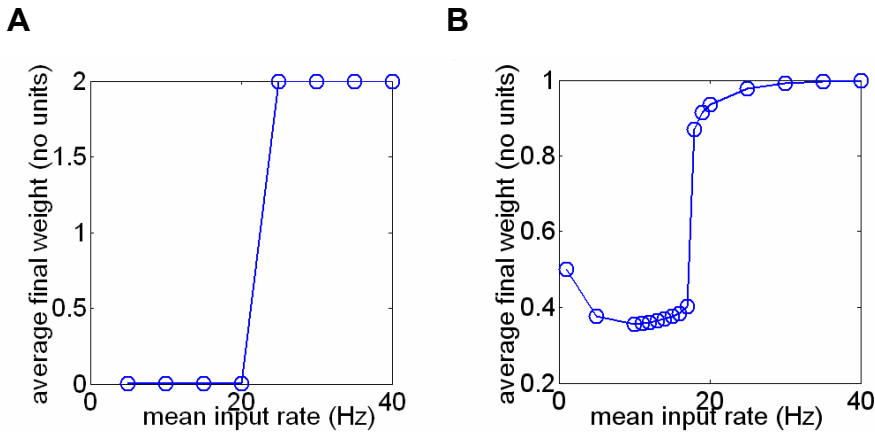 A
average final weight (no units)
2
1.5
1
0.5
0
0
20
40
mean input rate (Hz)
B
average final weight (no units)
1
0.8
0.6
0.4
0.2
0
20
40
mean input rate (Hz)